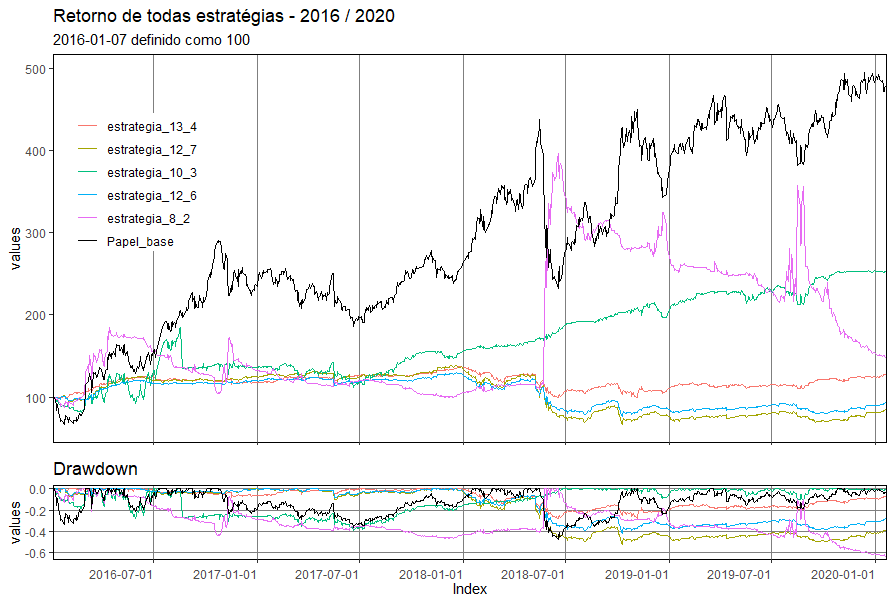 Retorno de todas estratégias - 2016 / 2020
2016-01-07 definido como 100
500
400
300
200
100
values
estrategia_13_4
estrategia_12_7
estrategia_10_3
estrategia_12_6
estrategia_8_2
Papel_base
Drawdown
0.0
-0.2
-0.4
-0.6
values
2016-07-01
2017-01-01
2017-07-01
2018-01-01
2018-07-01
2019-01-01
2019-07-01
2020-01-01
Index